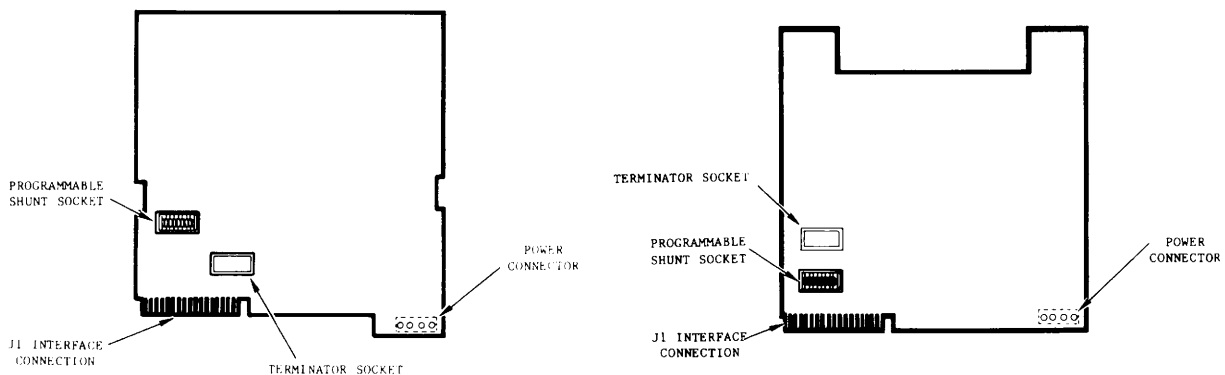 PROGRAMMABLE
SHUNT SOCKET
POWER
CONNECTOR
J1 INTERFACE
CONNECTION
TERMINATOR SOCKET
TERMINATOR SOCKET
PROGRAMMABLE
SHUNT SOCKET
POWER
CONNECTOR
J1 INTERFACE
CONNECTION